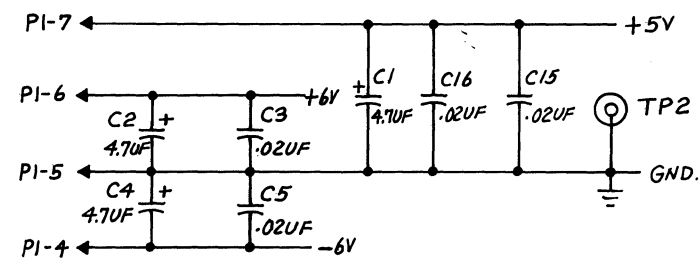 P1-7
+5V
P1-6
+6V
+
C1
4.7UF
C16
.02UF
C15
.02UF
TP2
C2
+
4.7UF
C3
.02UF
P1-5
GND.
C4
+
4.7UF
C5
.02UF
P1-4
-6V